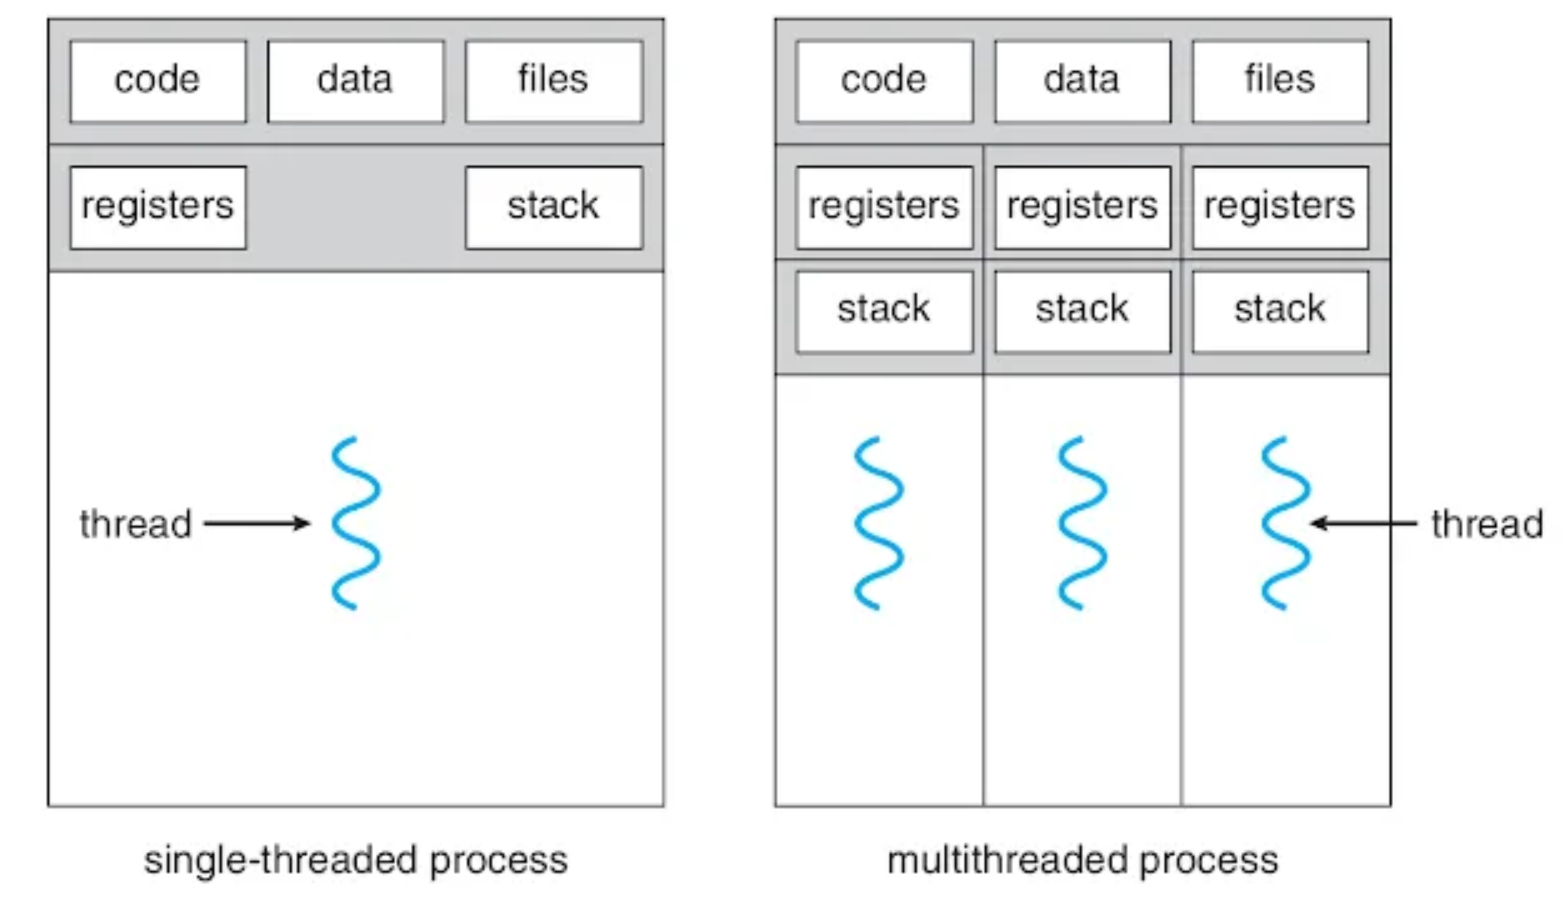 code data files
registers stack
thread
single-threaded process
code data files
registers registers registers
stack stack stack
thread
multithreaded process